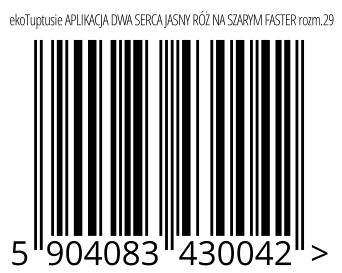 ekoTuptusie APLIKACJA DWA SERCA JASNY RÓŻ NA SZARYM FASTER rozm.29
5 904083 430042 >